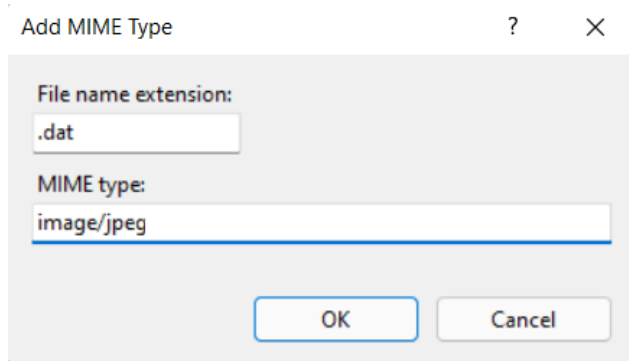 Add MIME Type ?
File name extension:
.dat
MIME type:
image/jpeg
OK Cancel